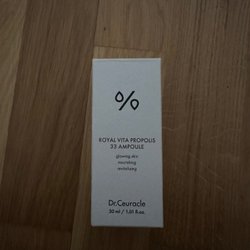 ROYAL VITA PROPOLIS
33 AMPOULE
glowing skin
nourishing
revitalizing
Dr.Ceuracle
30 ml / 1.01 fl.oz.